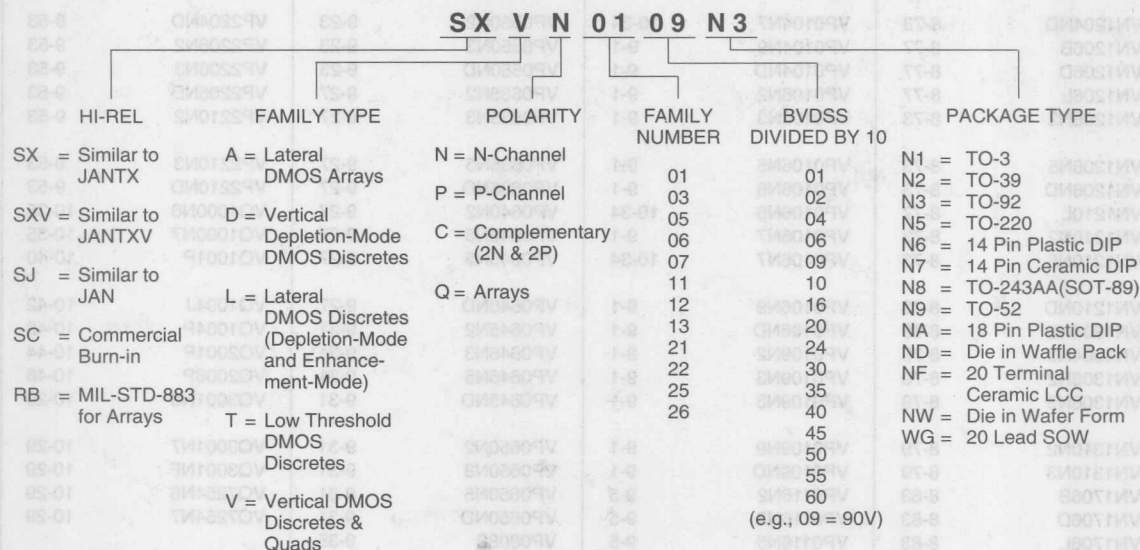 SX V N 01 09 N3
HI-REL
SX = Similar to
JANTX
SXV = Similar to
JANTXV
SJ = Similar to
JAN
SC = Commercial
Burn-in
RB = MIL-STD-883
for Arrays
FAMILY TYPE
A = Lateral
DMOS Arrays
D = Vertical
Depletion-Mode
DMOS Discretes
L = Lateral
DMOS Discretes
(Depletion-Mode
and Enhance-
ment-Mode)
T = Low Threshold
DMOS
Discretes
V = Vertical DMOS
Discretes &
Quads
POLARITY
N = N-Channel
P = P-Channel
C = Complementary
(2N & 2P)
Q = Arrays
FAMILY
NUMBER
01
03
05
06
07
11
12
13
21
22
25
26
BVDSS
DIVIDED BY 10
01
02
04
06
09
10
16
20
24
30
35
40
45
50
55
60
(e.g., 09 = 90V)
PACKAGE TYPE
N1 = TO-3
N2 = TO-39
N3 = TO-92
N5 = TO-220
N6 = 14 Pin Plastic DIP
N7 = 14 Pin Ceramic DIP
N8 = TO-243AA(SOT-89)
N9 = TO-52
NA = 18 Pin Plastic DIP
ND = Die in Waffle Pack
NF = 20 Terminal
Ceramic LCC
NW = Die in Wafer Form
WG = 20 Lead SOW